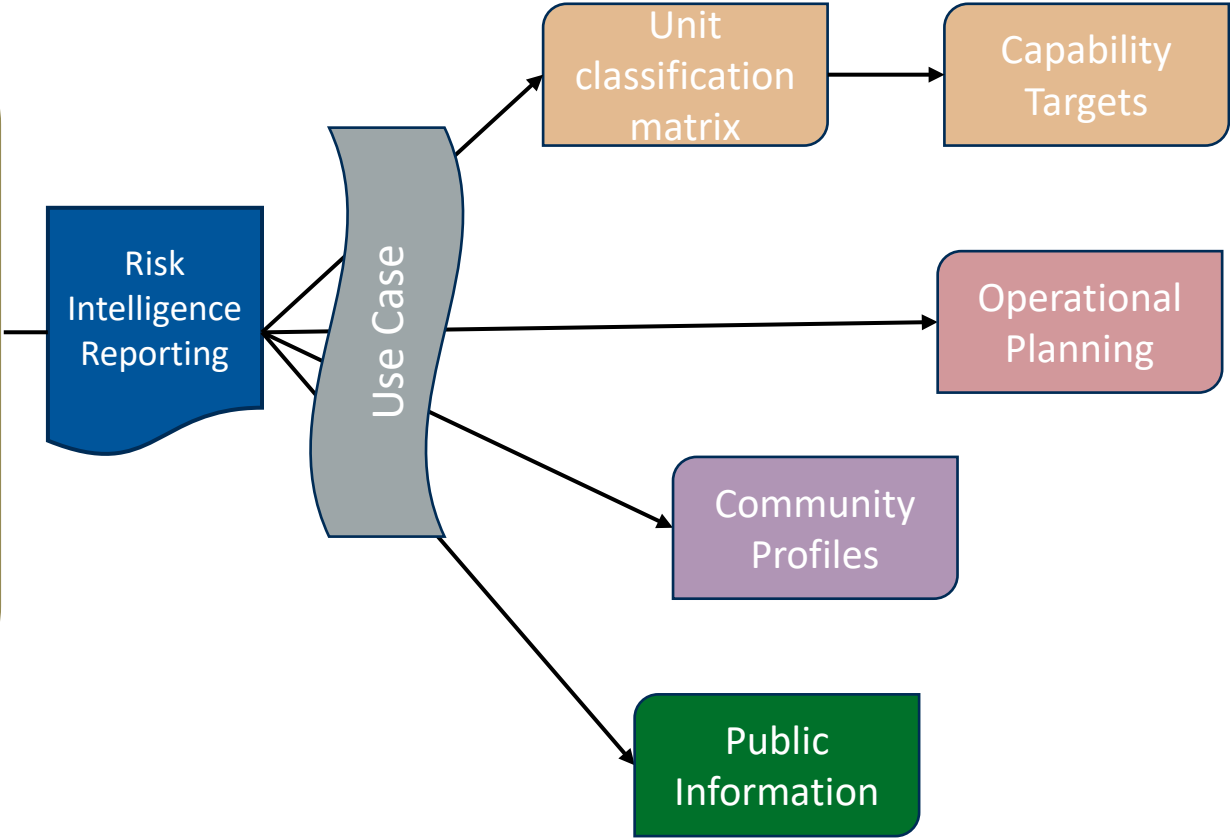 Unit
classification
matrix
Capability
Targets
Risk
Intelligence
Reporting
Use Case
Operational
Planning
Community
Profiles
Public
Information